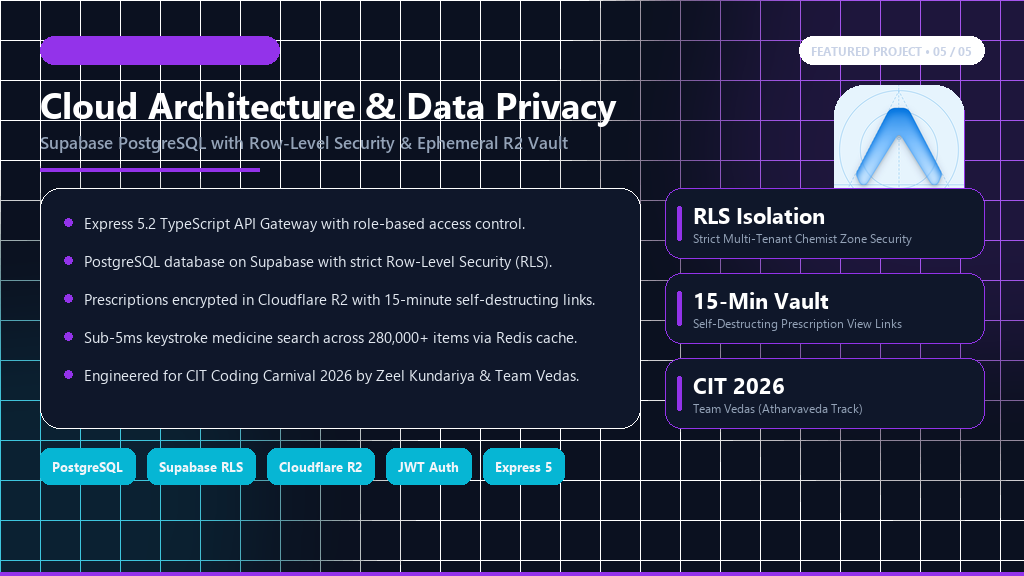 FEATURED PROJECT • 05 / 05
Cloud Architecture & Data Privacy
Supabase PostgreSQL with Row-Level Security & Ephemeral R2 Vault
Express 5.2 TypeScript API Gateway with role-based access control.
PostgreSQL database on Supabase with strict Row-Level Security (RLS).
Prescriptions encrypted in Cloudflare R2 with 15-minute self-destructing links.
Sub-5ms keystroke medicine search across 280,000+ items via Redis cache.
Engineered for CIT Coding Carnival 2026 by Zeel Kundariya & Team Vedas.
RLS Isolation
Strict Multi-Tenant Chemist Zone Security
15-Min Vault
Self-Destructing Prescription View Links
CIT 2026
Team Vedas (Atharvaveda Track)
PostgreSQL
Supabase RLS
Cloudflare R2
JWT Auth
Express 5